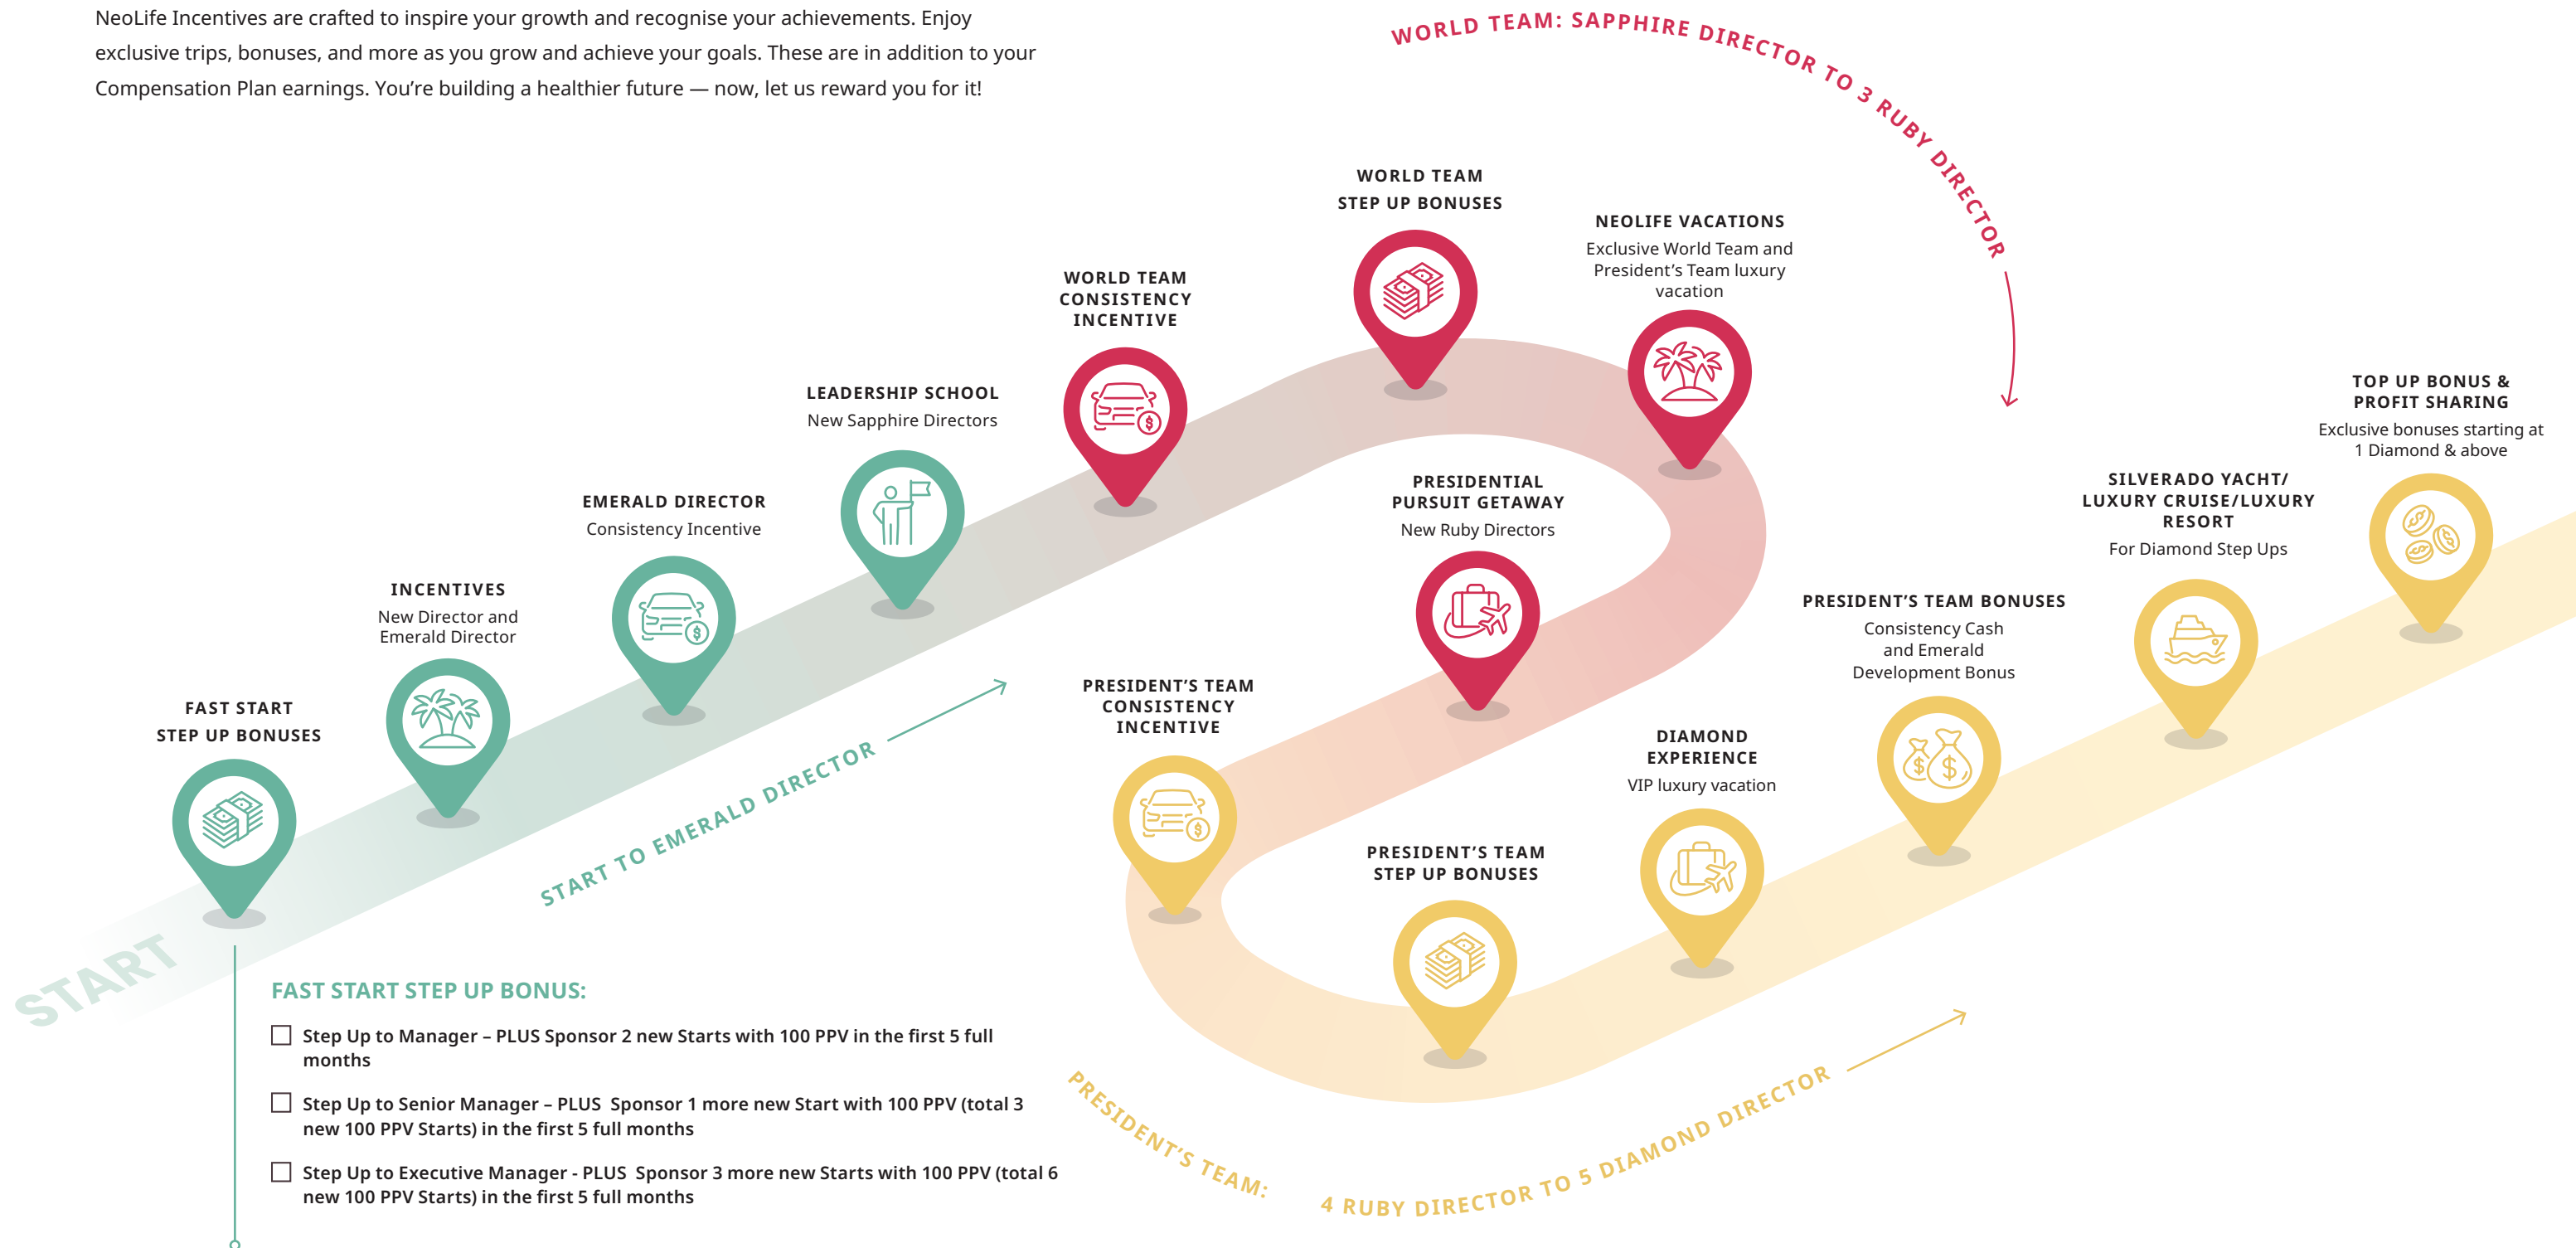 NeoLife Incentives are crafted to inspire your growth and recognise your achievements. Enjoy
exclusive trips, bonuses, and more as you grow and achieve your goals. These are in addition to your
Compensation Plan earnings. You’re building a healthier future — now, let us reward you for it!
WORLD TEAM: SAPPHIRE DIRECTOR TO 3 RUBY DIRECTOR
START
FAST START
STEP UP BONUSES
INCENTIVES
New Director and
Emerald Director
EMERALD DIRECTOR
Consistency Incentive
LEADERSHIP SCHOOL
New Sapphire Directors
START TO EMERALD DIRECTOR
WORLD TEAM
CONSISTENCY
INCENTIVE
WORLD TEAM
STEP UP BONUSES
NEOLIFE VACATIONS
Exclusive World Team and
President’s Team luxury
vacation
PRESIDENTIAL
PURSUIT GETAWAY
New Ruby Directors
PRESIDENT’S TEAM
CONSISTENCY
INCENTIVE
PRESIDENT’S TEAM
STEP UP BONUSES
DIAMOND
EXPERIENCE
VIP luxury vacation
PRESIDENT’S TEAM BONUSES
Consistency Cash
and Emerald
Development Bonus
SILVERADO YACHT/
LUXURY CRUISE/LUXURY
RESORT
For Diamond Step Ups
TOP UP BONUS &
PROFIT SHARING
Exclusive bonuses starting at
1 Diamond & above
PRESIDENT’S TEAM: 4 RUBY DIRECTOR TO 5 DIAMOND DIRECTOR
FAST START STEP UP BONUS:
Step Up to Manager – PLUS Sponsor 2 new Starts with 100 PPV in the first 5 full
months
Step Up to Senior Manager – PLUS Sponsor 1 more new Start with 100 PPV (total 3
new 100 PPV Starts) in the first 5 full months
Step Up to Executive Manager - PLUS Sponsor 3 more new Starts with 100 PPV (total 6
new 100 PPV Starts) in the first 5 full months